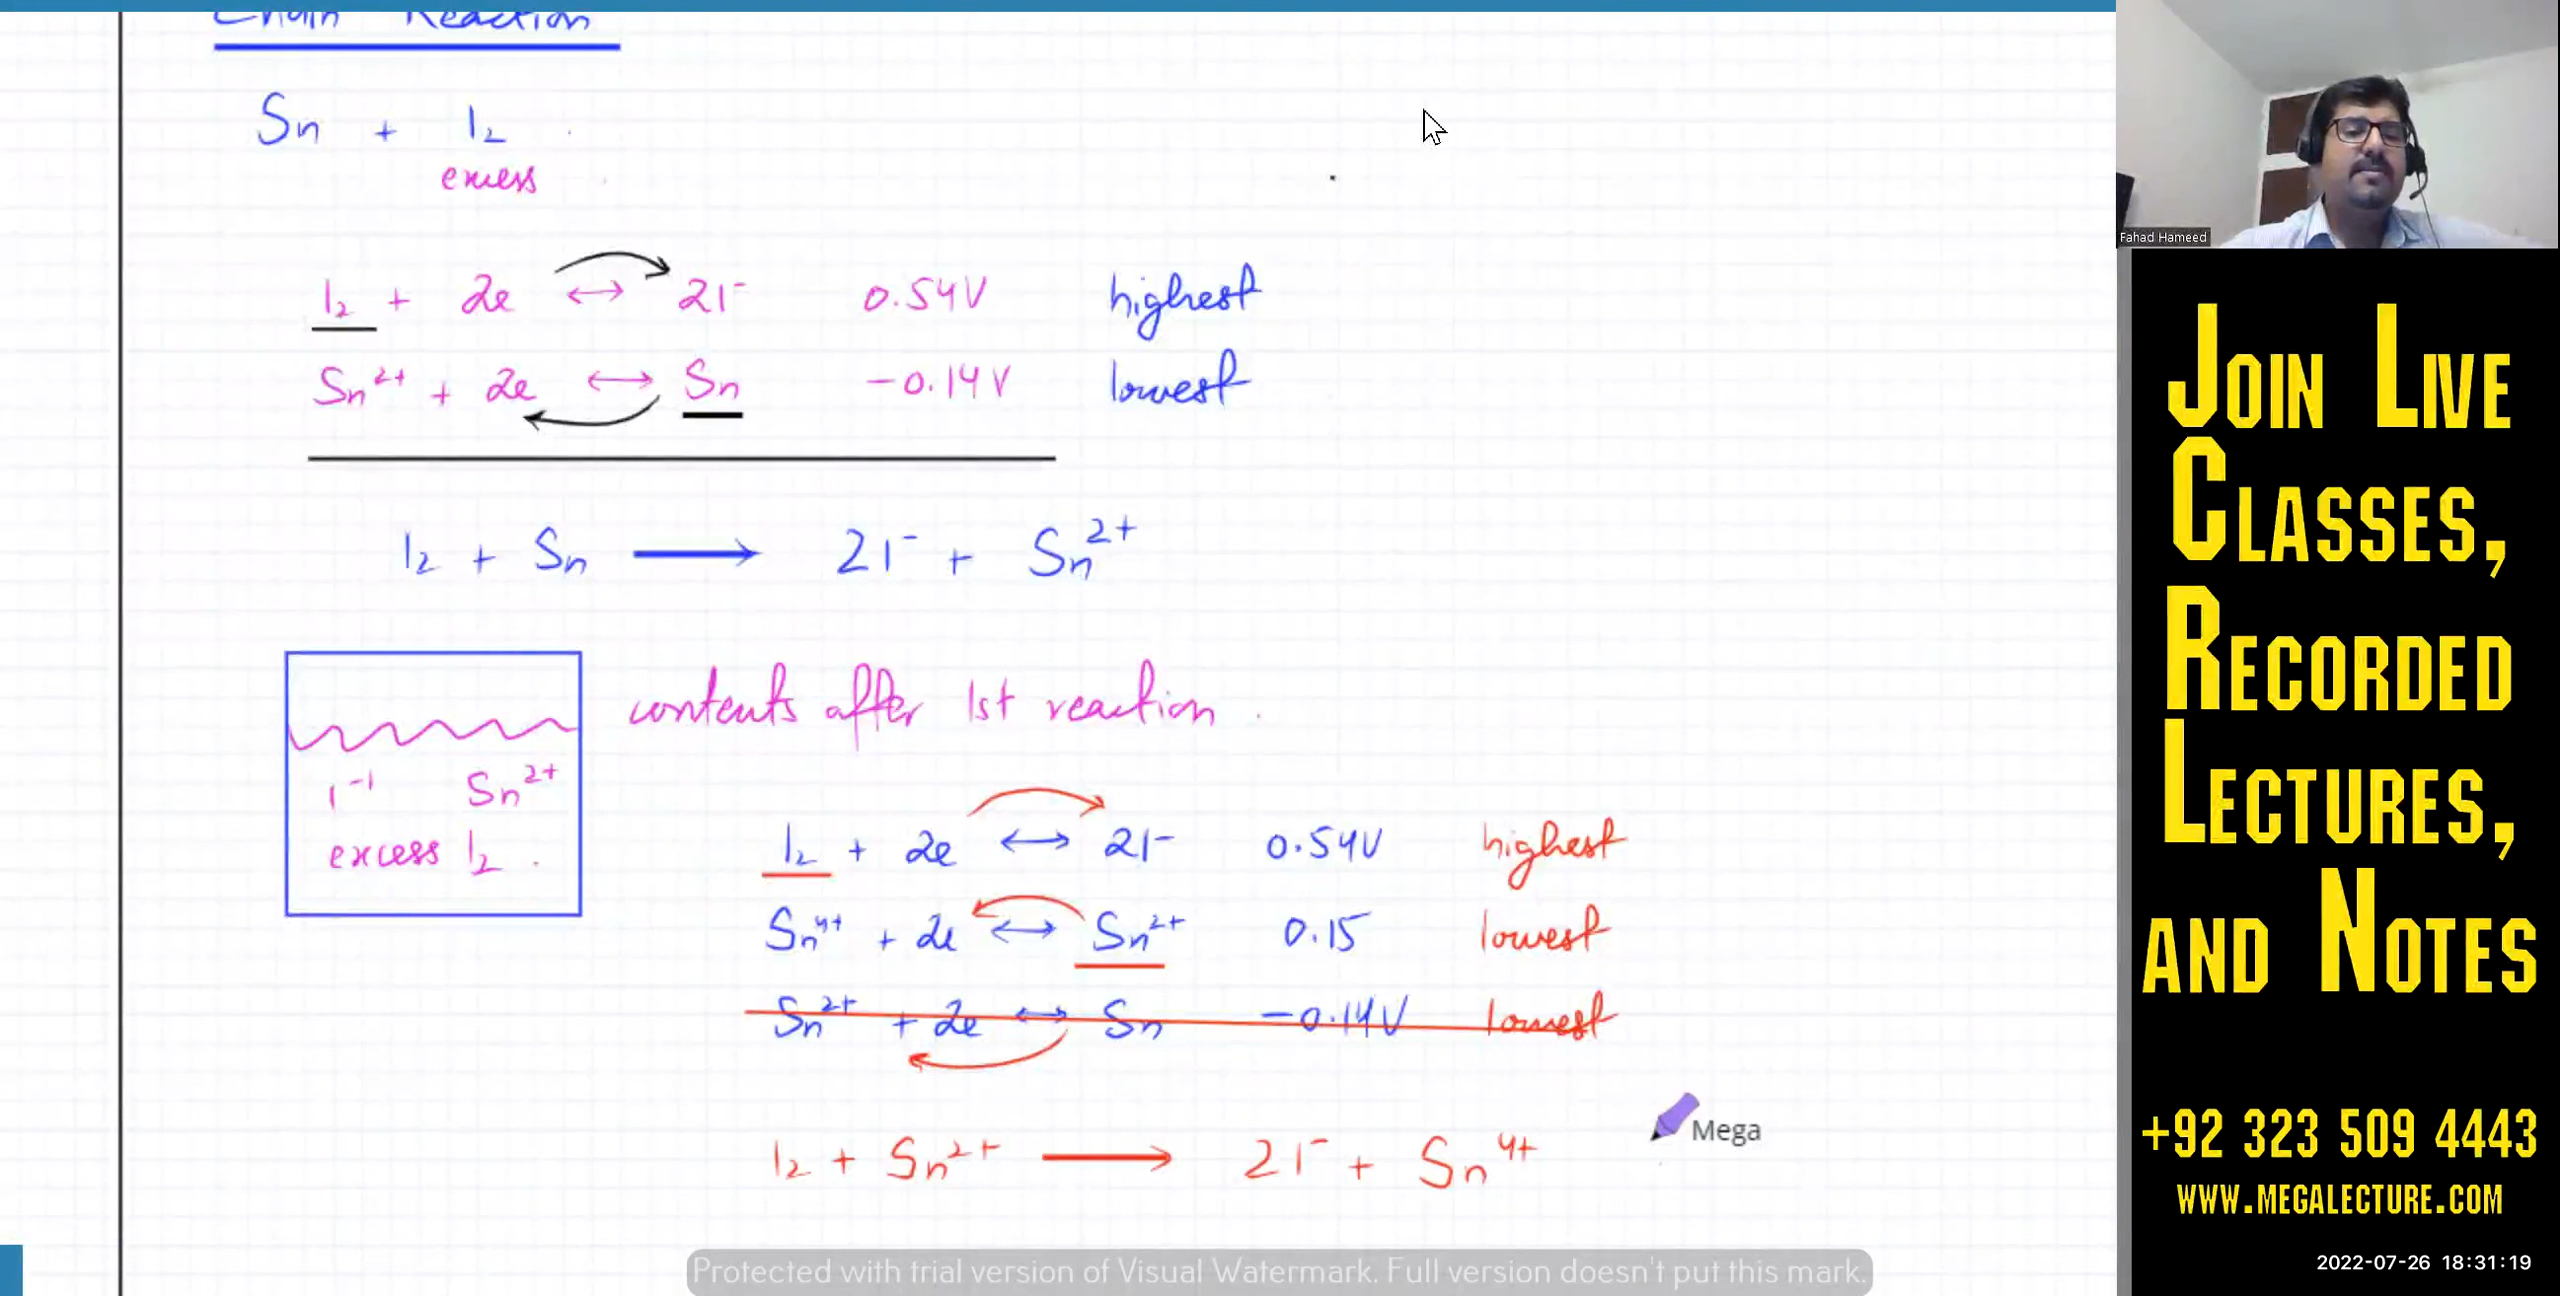 Chain Reaction
Sn + I₂
excess
I₂ + 2e ↔ 2I⁻ 0.54V highest
Sn²⁺ + 2e ↔ Sn −0.14V lowest
I₂ + Sn ⟶ 2I⁻ + Sn²⁺
contents after 1st reaction.
I⁻¹ Sn²⁺
excess I₂.
I₂ + 2e ↔ 2I⁻ 0.54V highest
Sn⁴⁺ + 2e ↔ Sn²⁺ 0.15 lowest
Sn²⁺ + 2e ↔ Sn −0.14V lowest
I₂ + Sn²⁺ ⟶ 2I⁻ + Sn⁴⁺
Mega
Protected with trial version of Visual Watermark. Full version doesn't put this mark.
Fahad Hameed
JOIN LIVE
CLASSES,
RECORDED
LECTURES,
AND NOTES
+92 323 509 4443
WWW.MEGALECTURE.COM
2022-07-26 18:31:19